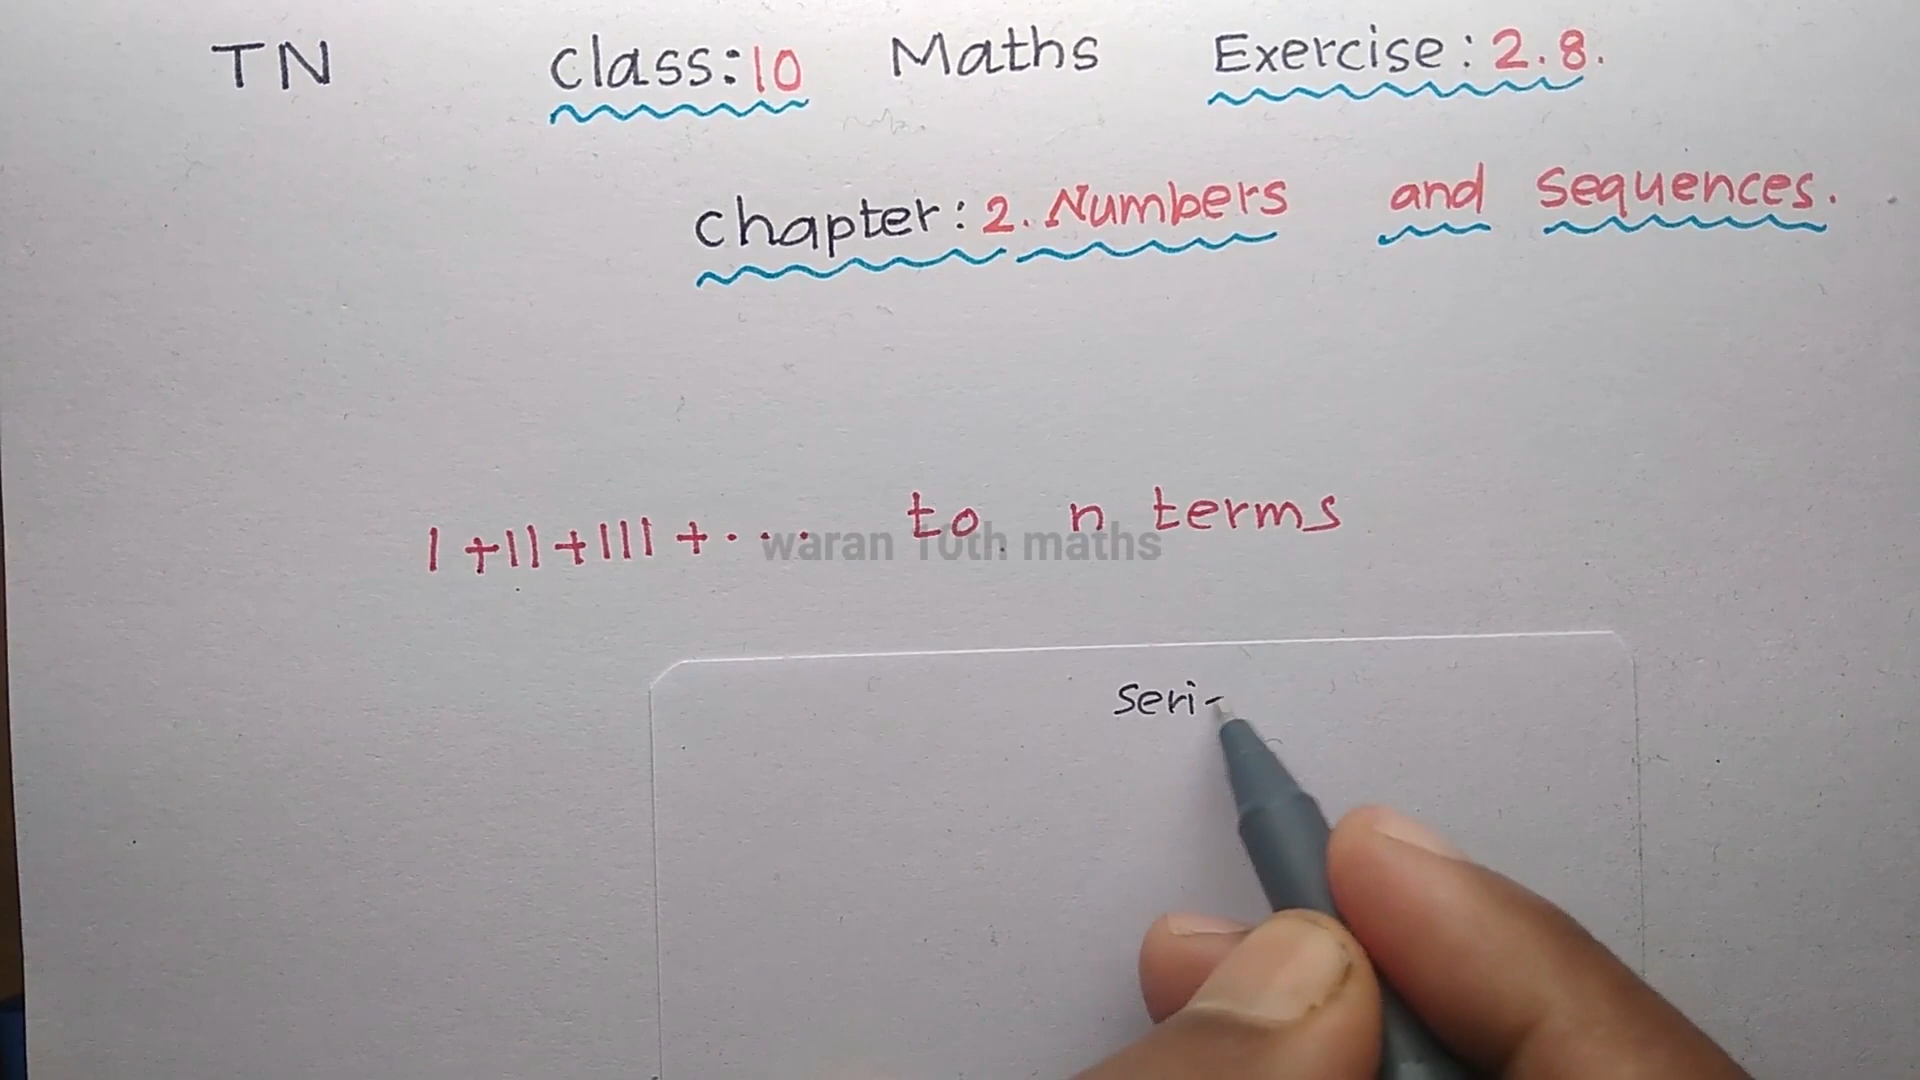 TN Class:10 Maths Exercise: 2.8.
Chapter: 2. Numbers and Sequences.
1 +11+111 +... to n terms
waran 10th maths
Seri-